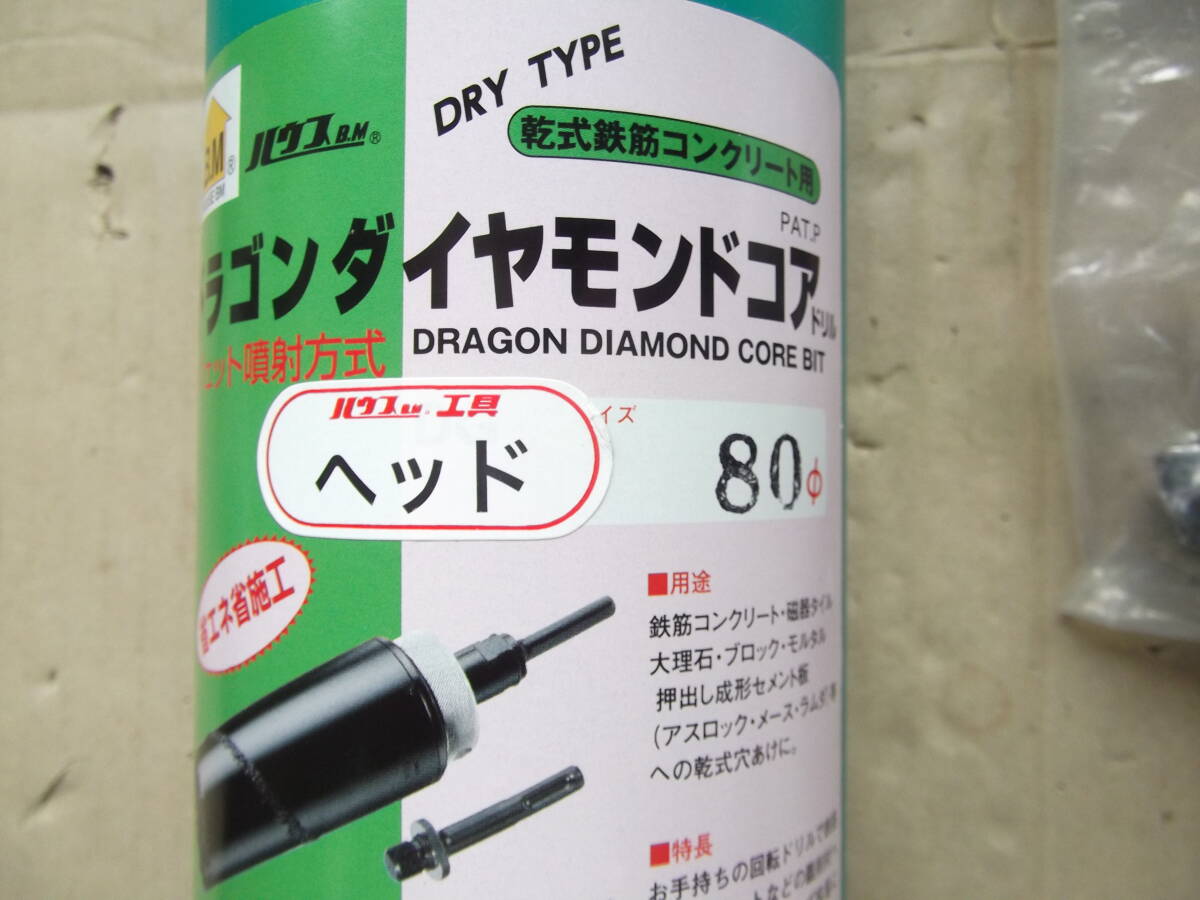 DRY TYPE
乾式鉄筋コンクリート用
B.M®
ハウスB.M®
PAT.P
ラゴンダイヤモンドコアドリル
DRAGON DIAMOND CORE BIT
ット噴射方式
ハウスB.M® 工具
ヘッド
イズ
80φ
省エネ省施工
■用途
鉄筋コンクリート・磁器タイル
大理石・ブロック・モルタル
押出し成形セメント板
(アスロック・メース・ラムダ)等
への乾式穴あけに。
■特長
お手持ちの回転ドリルで
トなどの